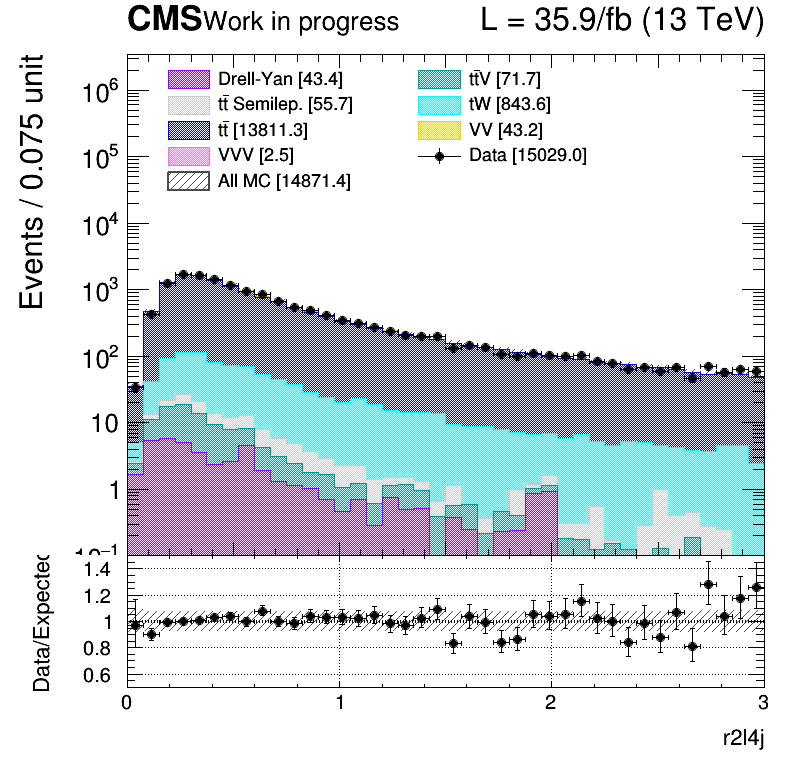 CMS Work in progress L = 35.9/fb (13 TeV)
Drell-Yan [43.4]
tt̄ Semilep. [55.7]
tt̄ [13811.3]
VVV [2.5]
All MC [14871.4]
tt̄V [71.7]
tW [843.6]
VV [43.2]
Data [15029.0]
Events / 0.075 unit
10⁶
10⁵
10⁴
10³
10²
10
1
10⁻¹
Data/Expected
1.4
1.2
1
0.8
0.6
0 1 2 3
r2l4j